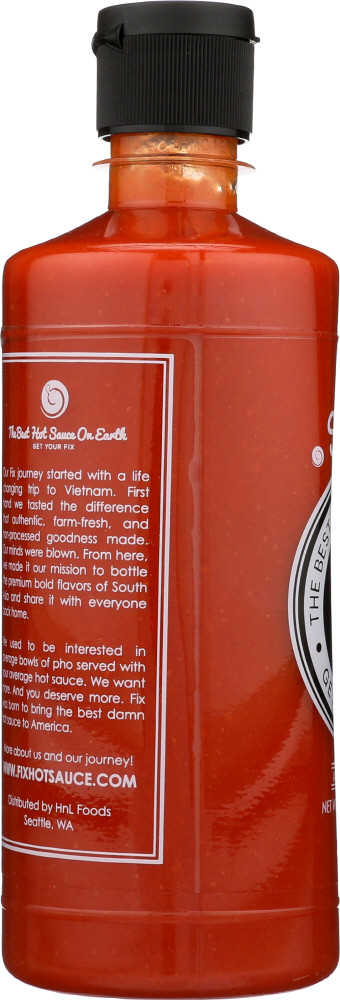 The Best Hot Sauce On Earth
GET YOUR FIX
Our Fix journey started with a life
changing trip to Vietnam. First
hand we tasted the difference
that authentic, farm-fresh, and
non-processed goodness made.
Our minds were blown. From here,
we made it our mission to bottle
the premium bold flavors of South
Asia and share it with everyone
back home.
We used to be interested in
average bowls of pho served with
your average hot sauce. We want
more. And you deserve more. Fix
was born to bring the best damn
hot sauce to America.
More about us and our journey!
WWW.FIXHOTSAUCE.COM
Distributed by HnL Foods
Seattle, WA
S
THE BEST
GE
NET W